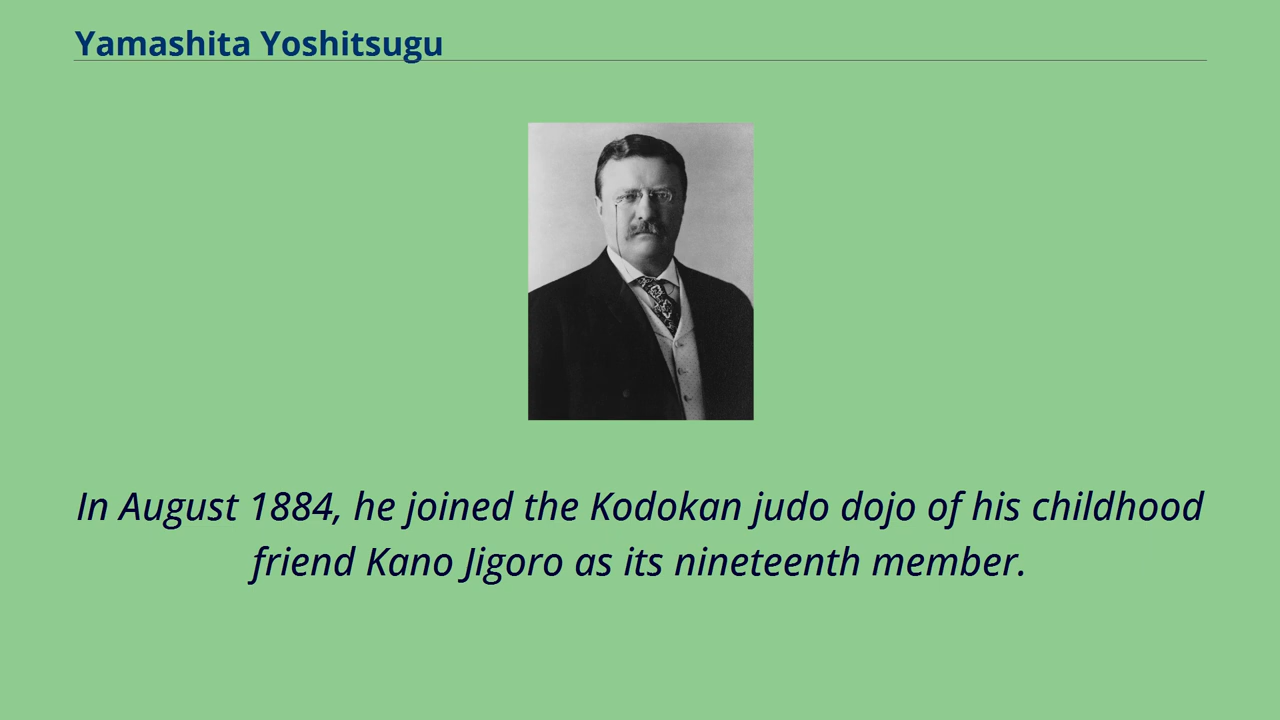 Yamashita Yoshitsugu
In August 1884, he joined the Kodokan judo dojo of his childhood
friend Kano Jigoro as its nineteenth member.